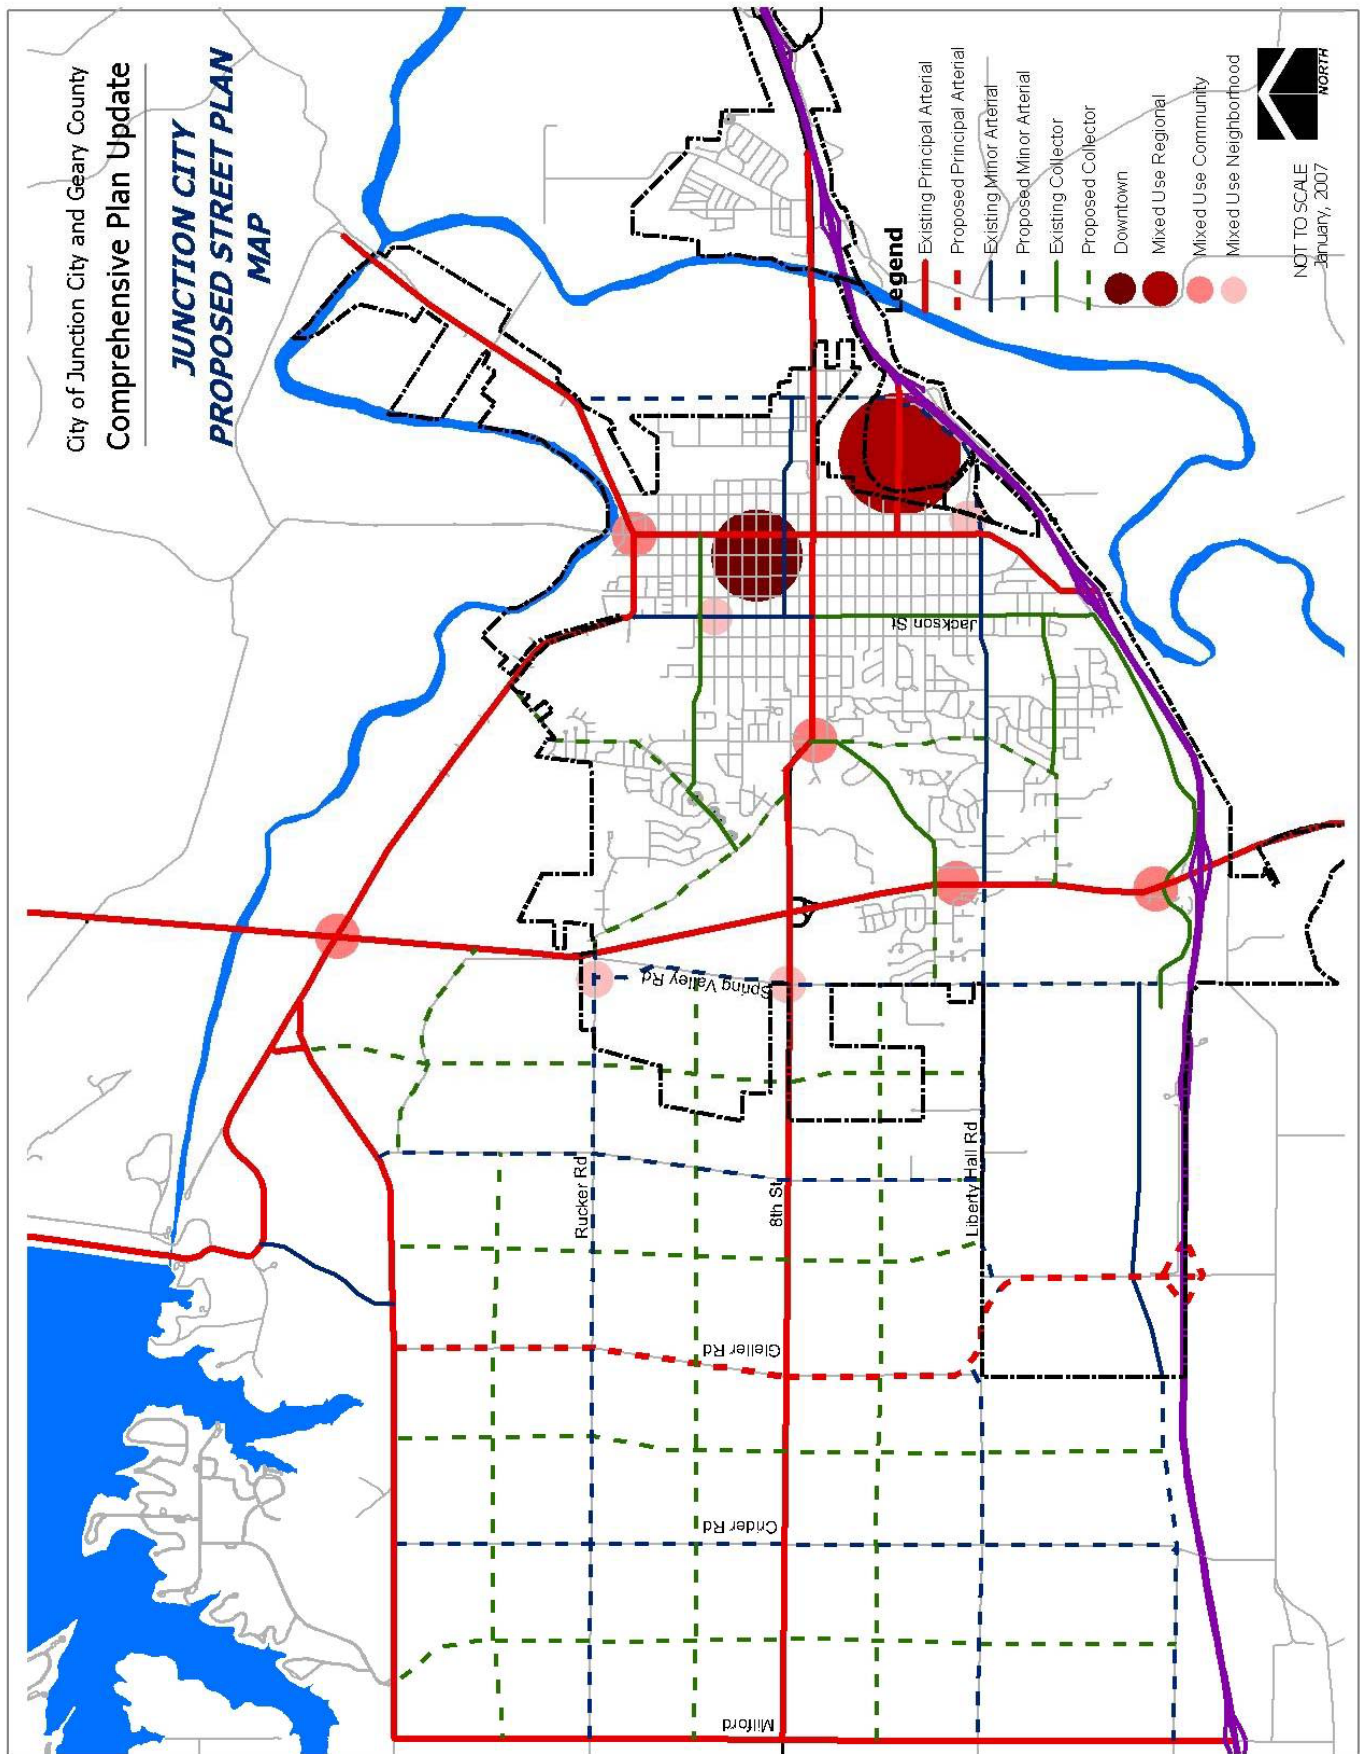 City of Junction City and Geary County
Comprehensive Plan Update
JUNCTION CITY
PROPOSED STREET PLAN
MAP
Legend
Existing Principal Arterial
Proposed Principal Arterial
Existing Minor Arterial
Proposed Minor Arterial
Existing Collector
Proposed Collector
Downtown
Mixed Use Regional
Mixed Use Community
Mixed Use Neighborhood
NORTH
NOT TO SCALE
January, 2007
Jackson St
Spring Valley Rd
Rucker Rd
8th St
Liberty Hall Rd
Gfeller Rd
Crider Rd
Milford